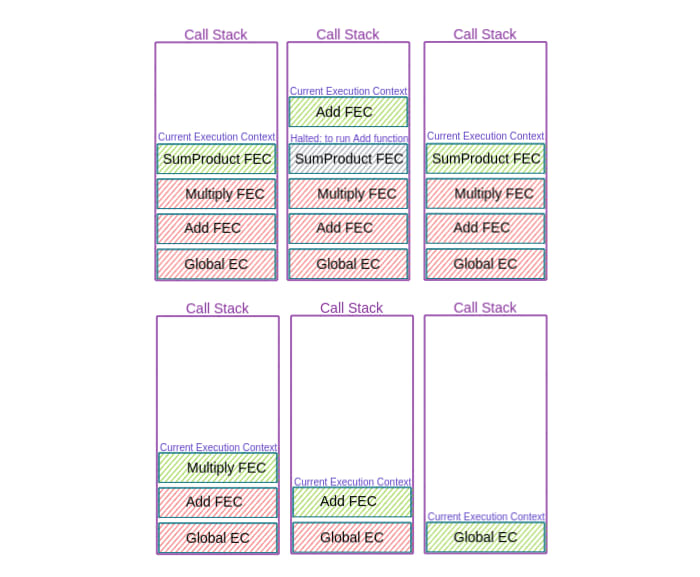 Call Stack
Current Execution Context
SumProduct FEC
Multiply FEC
Add FEC
Global EC
Call Stack
Current Execution Context
Add FEC
Halted; to run Add function
SumProduct FEC
Multiply FEC
Add FEC
Global EC
Call Stack
Current Execution Context
SumProduct FEC
Multiply FEC
Add FEC
Global EC
Call Stack
Current Execution Context
Multiply FEC
Add FEC
Global EC
Call Stack
Current Execution Context
Add FEC
Global EC
Call Stack
Current Execution Context
Global EC